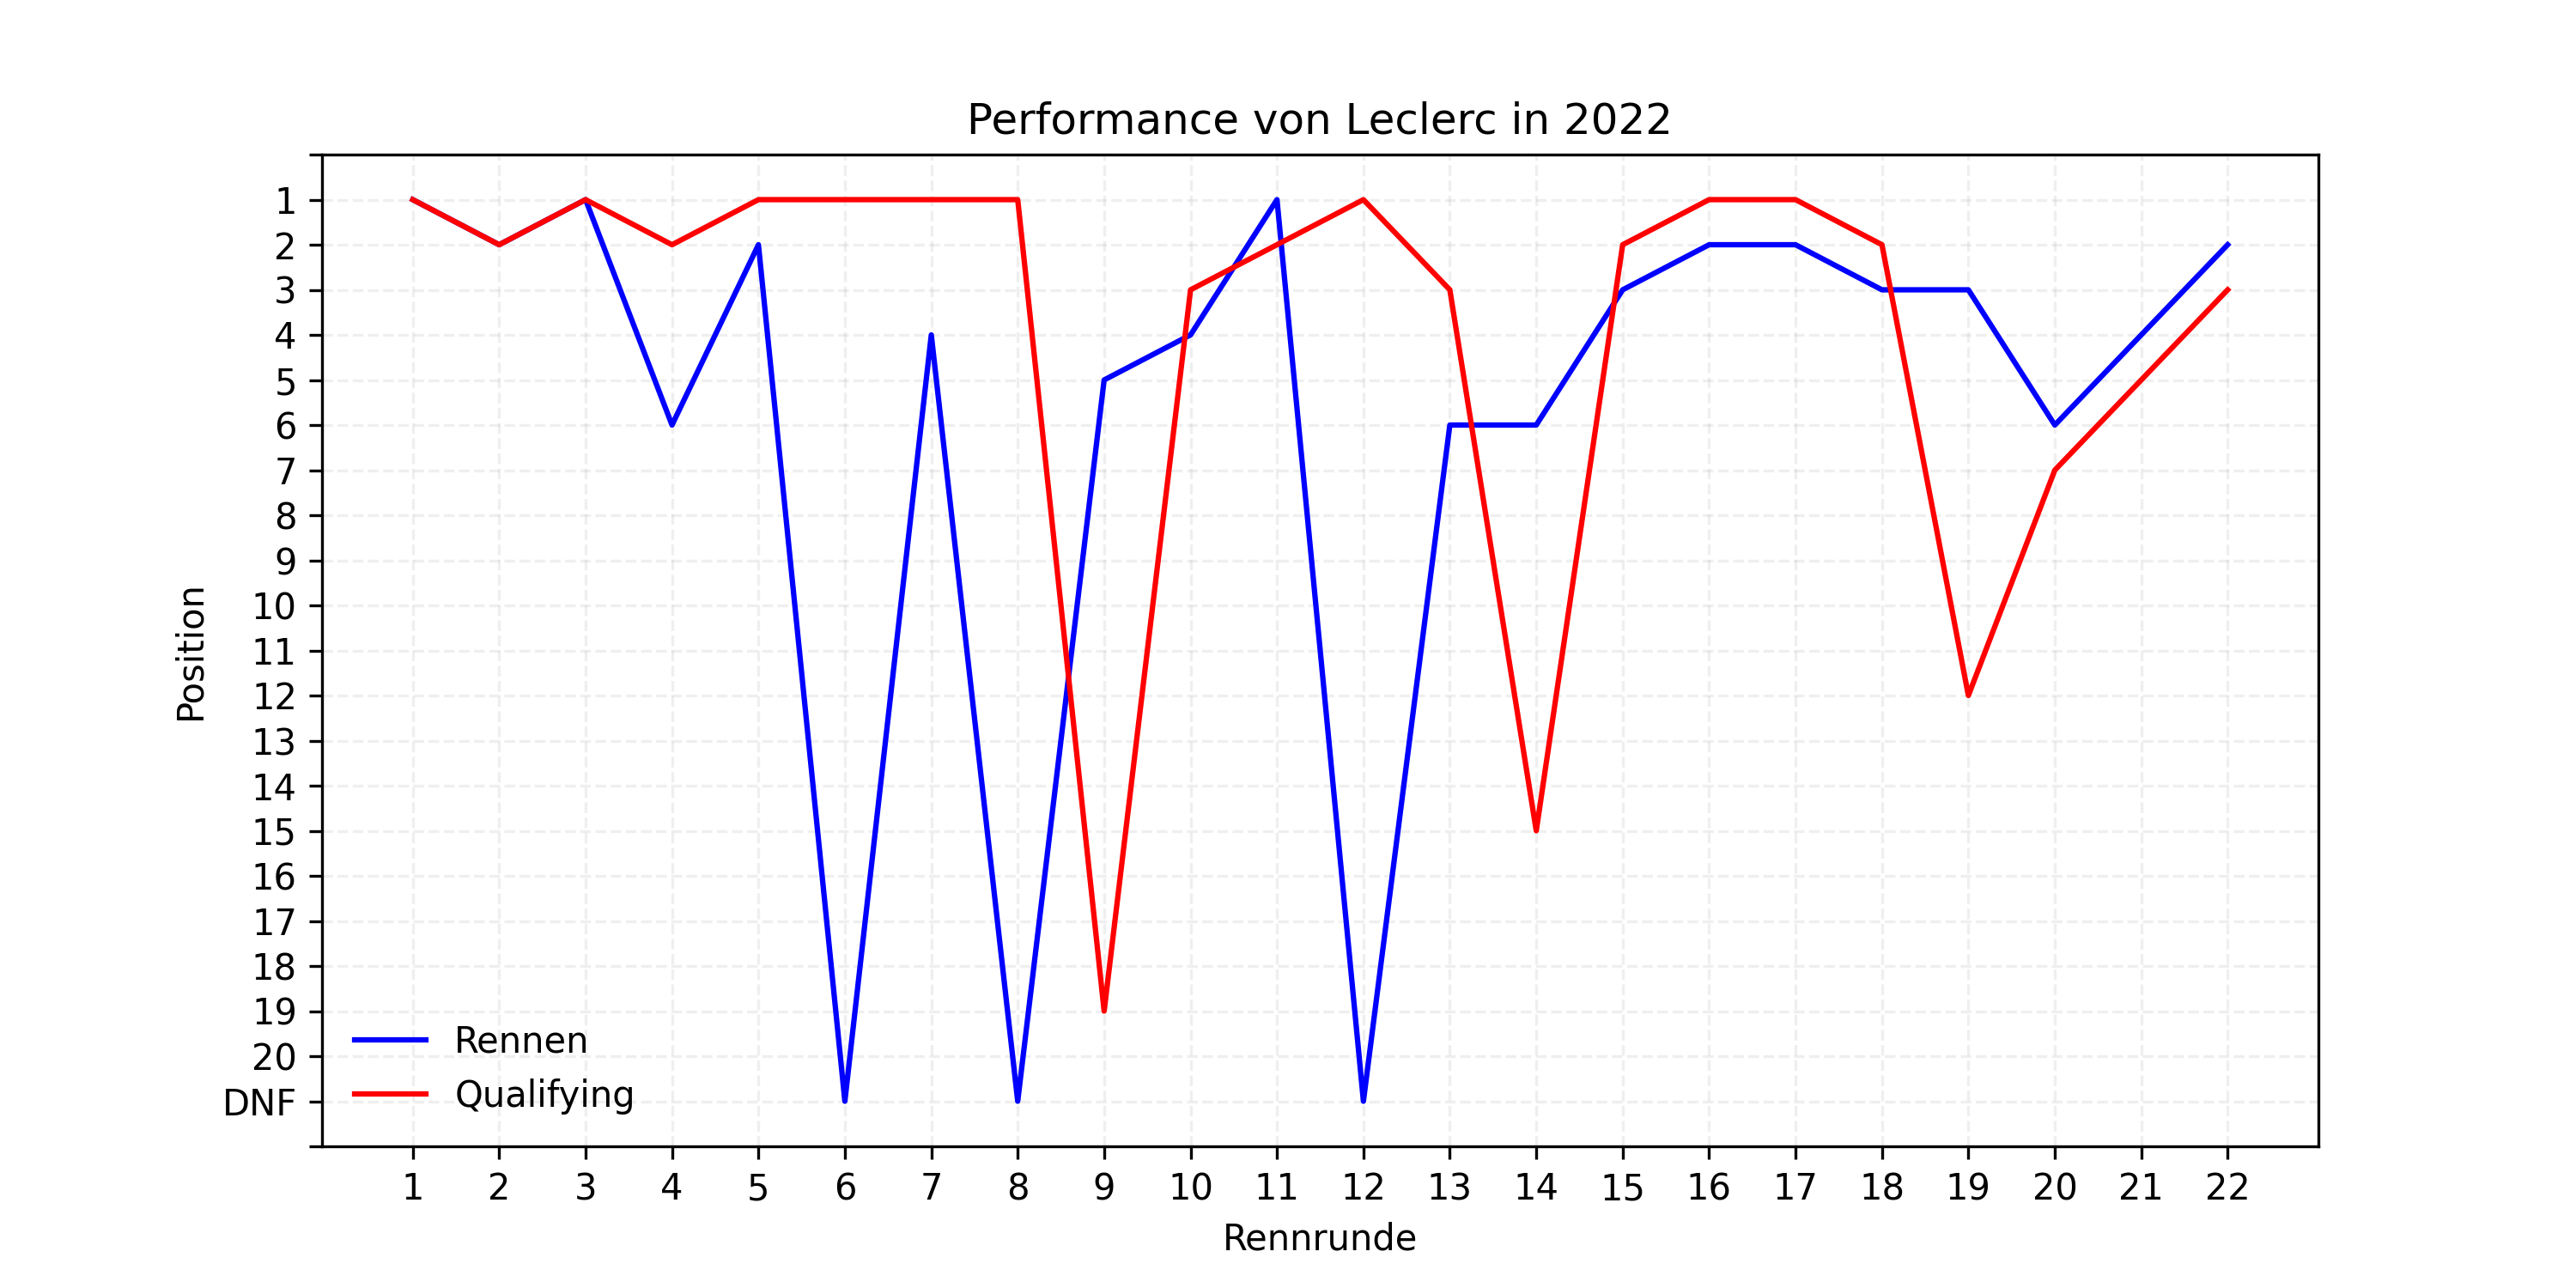 Performance von Leclerc in 2022
1
2
3
4
5
6
7
8
9
10
11
12
13
14
15
16
17
18
19
20
DNF
Position
Rennen
Qualifying
1 2 3 4 5 6 7 8 9 10 11 12 13 14 15 16 17 18 19 20 21 22
Rennrunde